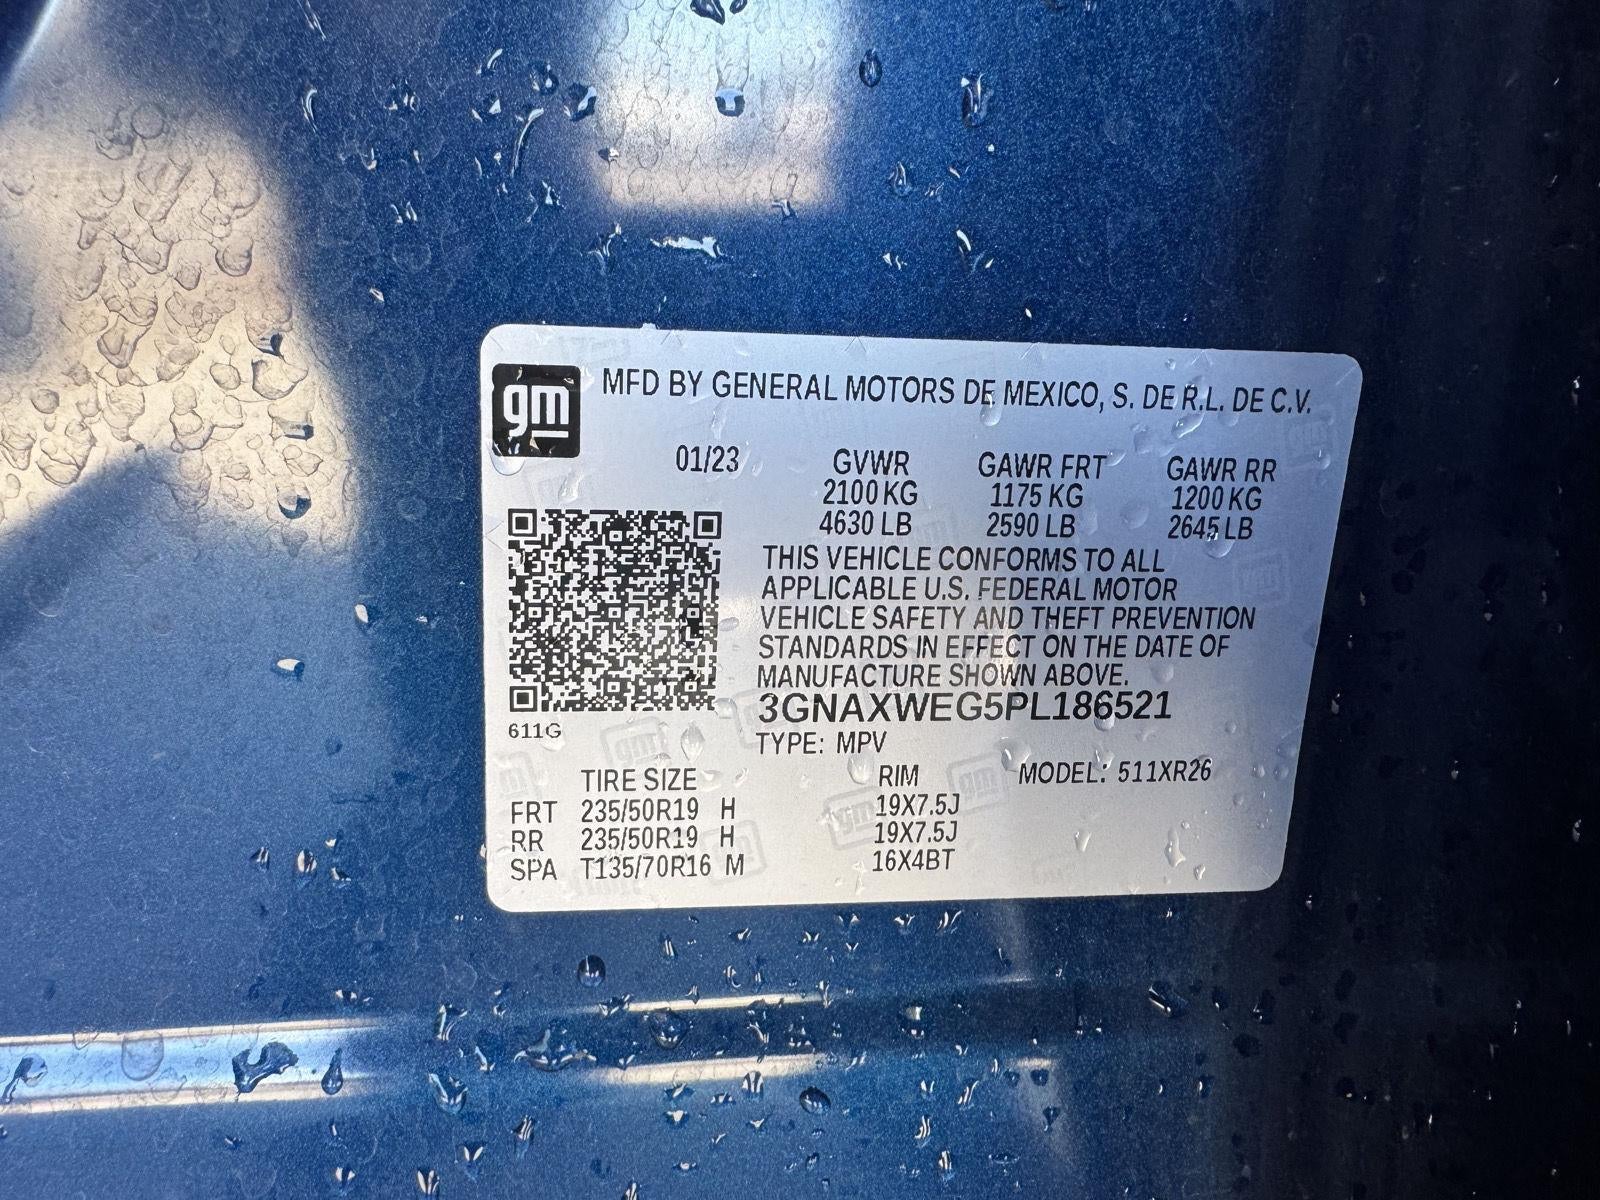 gm MFD BY GENERAL MOTORS DE MEXICO, S. DE R.L. DE C.V.
01/23 GVWR GAWR FRT GAWR RR
2100 KG 1175 KG 1200 KG
4630 LB 2590 LB 2645 LB
THIS VEHICLE CONFORMS TO ALL
APPLICABLE U.S. FEDERAL MOTOR
VEHICLE SAFETY AND THEFT PREVENTION
STANDARDS IN EFFECT ON THE DATE OF
MANUFACTURE SHOWN ABOVE.
3GNAXWEG5PL186521
611G
TYPE: MPV
TIRE SIZE RIM MODEL: 511XR26
FRT 235/50R19 H 19X7.5J
RR 235/50R19 H 19X7.5J
SPA T135/70R16 M 16X4BT